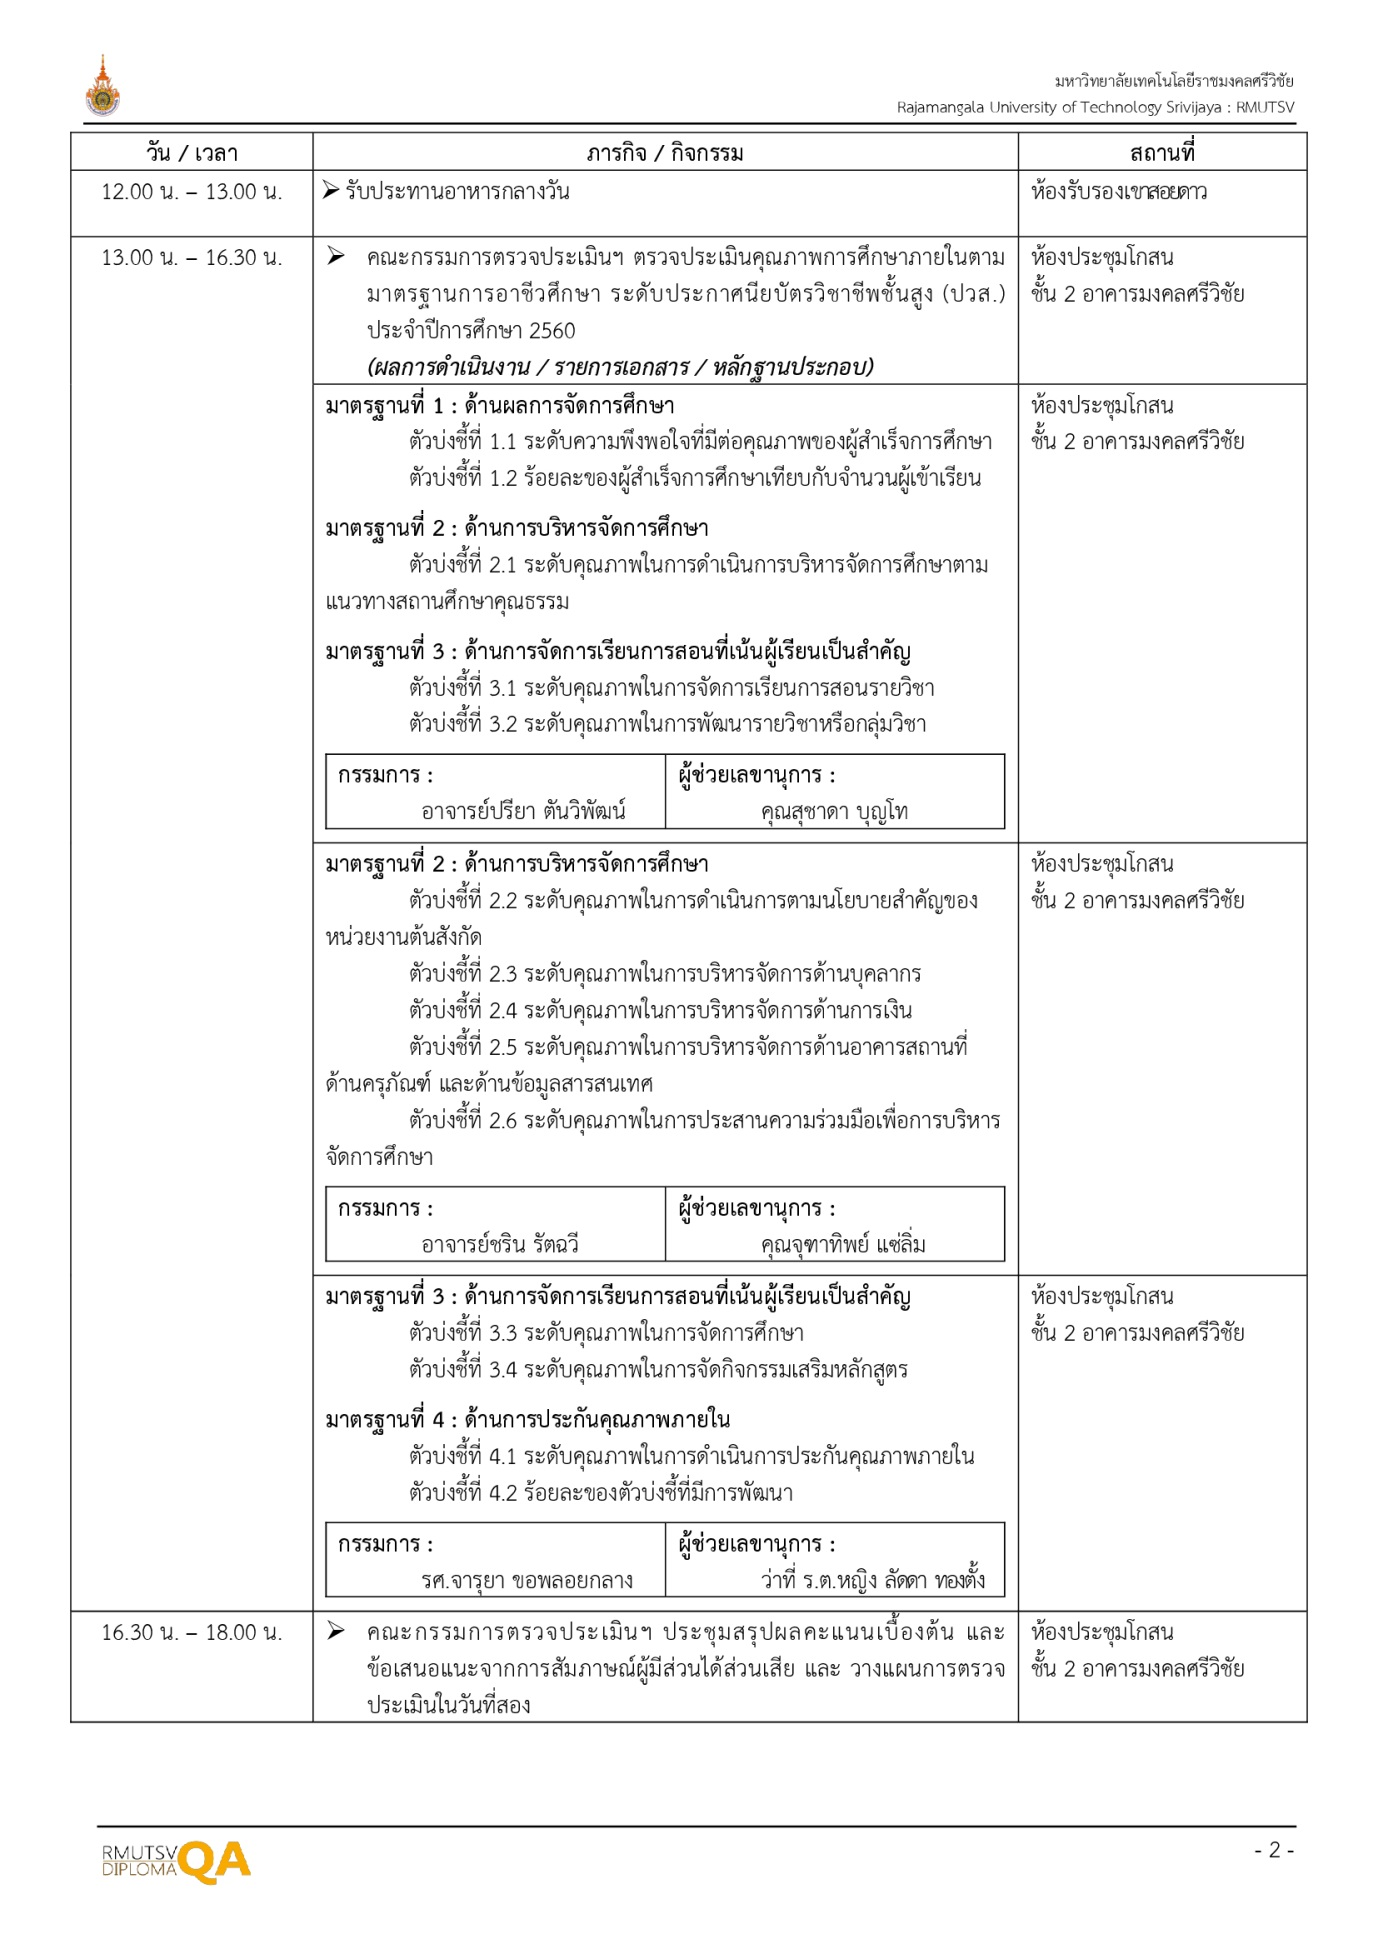 มหาวิทยาลัยเทคโนโลยีราชมงคลศรีวิชัย
Rajamangala University of Technology Srivijaya : RMUTSV
วัน / เวลา
ภารกิจ / กิจกรรม
สถานที่
12.00 น. – 13.00 น.
➢ รับประทานอาหารกลางวัน
ห้องรับรองเขาสอยดาว
13.00 น. – 16.30 น.
➢ คณะกรรมการตรวจประเมินฯ ตรวจประเมินคุณภาพการศึกษาภายในตาม
มาตรฐานการอาชีวศึกษา ระดับประกาศนียบัตรวิชาชีพชั้นสูง (ปวส.)
ประจำปีการศึกษา 2560
(ผลการดำเนินงาน / รายการเอกสาร / หลักฐานประกอบ)
ห้องประชุมโกสน
ชั้น 2 อาคารมงคลศรีวิชัย
มาตรฐานที่ 1 : ด้านผลการจัดการศึกษา
ตัวบ่งชี้ที่ 1.1 ระดับความพึงพอใจที่มีต่อคุณภาพของผู้สำเร็จการศึกษา
ตัวบ่งชี้ที่ 1.2 ร้อยละของผู้สำเร็จการศึกษาเทียบกับจำนวนผู้เข้าเรียน
มาตรฐานที่ 2 : ด้านการบริหารจัดการศึกษา
ตัวบ่งชี้ที่ 2.1 ระดับคุณภาพในการดำเนินการบริหารจัดการศึกษาตาม
แนวทางสถานศึกษาคุณธรรม
มาตรฐานที่ 3 : ด้านการจัดการเรียนการสอนที่เน้นผู้เรียนเป็นสำคัญ
ตัวบ่งชี้ที่ 3.1 ระดับคุณภาพในการจัดการเรียนการสอนรายวิชา
ตัวบ่งชี้ที่ 3.2 ระดับคุณภาพในการพัฒนารายวิชาหรือกลุ่มวิชา
กรรมการ :
อาจารย์ปรียา ตันวิพัฒน์
ผู้ช่วยเลขานุการ :
คุณสุชาดา บุญโท
ห้องประชุมโกสน
ชั้น 2 อาคารมงคลศรีวิชัย
มาตรฐานที่ 2 : ด้านการบริหารจัดการศึกษา
ตัวบ่งชี้ที่ 2.2 ระดับคุณภาพในการดำเนินการตามนโยบายสำคัญของ
หน่วยงานต้นสังกัด
ตัวบ่งชี้ที่ 2.3 ระดับคุณภาพในการบริหารจัดการด้านบุคลากร
ตัวบ่งชี้ที่ 2.4 ระดับคุณภาพในการบริหารจัดการด้านการเงิน
ตัวบ่งชี้ที่ 2.5 ระดับคุณภาพในการบริหารจัดการด้านอาคารสถานที่
ด้านครุภัณฑ์ และด้านข้อมูลสารสนเทศ
ตัวบ่งชี้ที่ 2.6 ระดับคุณภาพในการประสานความร่วมมือเพื่อการบริหาร
จัดการศึกษา
กรรมการ :
อาจารย์ชริน รัตฉวี
ผู้ช่วยเลขานุการ :
คุณจุฑาทิพย์ แซ่ลิ่ม
ห้องประชุมโกสน
ชั้น 2 อาคารมงคลศรีวิชัย
มาตรฐานที่ 3 : ด้านการจัดการเรียนการสอนที่เน้นผู้เรียนเป็นสำคัญ
ตัวบ่งชี้ที่ 3.3 ระดับคุณภาพในการจัดการศึกษา
ตัวบ่งชี้ที่ 3.4 ระดับคุณภาพในการจัดกิจกรรมเสริมหลักสูตร
มาตรฐานที่ 4 : ด้านการประกันคุณภาพภายใน
ตัวบ่งชี้ที่ 4.1 ระดับคุณภาพในการดำเนินการประกันคุณภาพภายใน
ตัวบ่งชี้ที่ 4.2 ร้อยละของตัวบ่งชี้ที่มีการพัฒนา
กรรมการ :
รศ.จารุยา ขอพลอยกลาง
ผู้ช่วยเลขานุการ :
ว่าที่ ร.ต.หญิง ลัดดา ทองตั้ง
ห้องประชุมโกสน
ชั้น 2 อาคารมงคลศรีวิชัย
16.30 น. – 18.00 น.
➢ คณะกรรมการตรวจประเมินฯ ประชุมสรุปผลคะแนนเบื้องต้น และ
ข้อเสนอแนะจากการสัมภาษณ์ผู้มีส่วนได้ส่วนเสีย และ วางแผนการตรวจ
ประเมินในวันที่สอง
ห้องประชุมโกสน
ชั้น 2 อาคารมงคลศรีวิชัย
RMUTSV
DIPLOMA QA
- 2 -